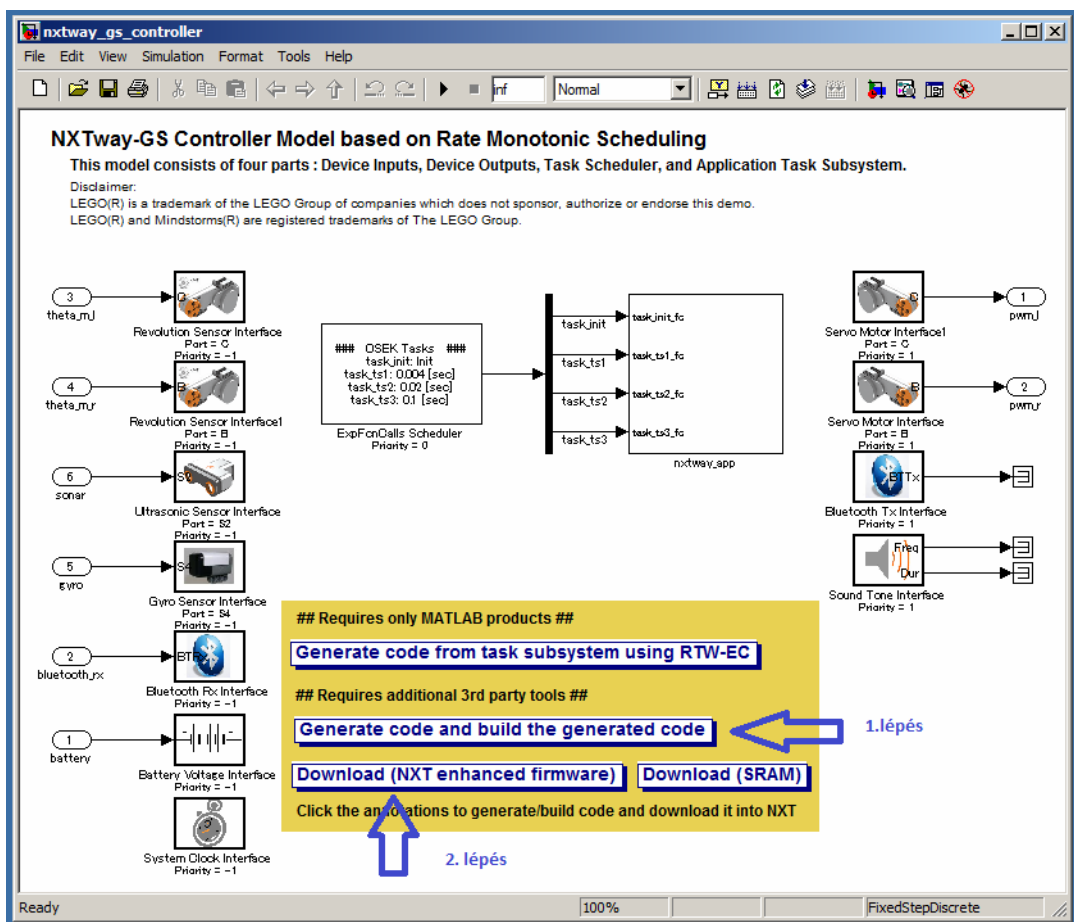 nxtway_gs_controller
File Edit View Simulation Format Tools Help
inf Normal
NXTway-GS Controller Model based on Rate Monotonic Scheduling
This model consists of four parts : Device Inputs, Device Outputs, Task Scheduler, and Application Task Subsystem.
Disclaimer:
LEGO(R) is a trademark of the LEGO Group of companies which does not sponsor, authorize or endorse this demo.
LEGO(R) and Mindstorms(R) are registered trademarks of The LEGO Group.
3
theta_m_l
C
Revolution Sensor Interface
Part = C
Priority = -1
4
theta_m_r
B
Revolution Sensor Interface1
Part = B
Priority = -1
6
sonar
S2
Ultrasonic Sensor Interface
Part = S2
Priority = -1
5
gyro
S4
Gyro Sensor Interface
Part = S4
Priority = -1
2
bluetooth_rx
BTRx
Bluetooth Rx Interface
Priority = -1
1
battery
Battery Voltage Interface
Priority = -1
System Clock Interface
Priority = -1
### OSEK Tasks ###
task_init: Init
task_ts1: 0.004 [sec]
task_ts2: 0.02 [sec]
task_ts3: 0.1 [sec]
ExpFcnCalls Scheduler
Priority = 0
task_init
task_ts1
task_ts2
task_ts3
task_init_fc
task_ts1_fc
task_ts2_fc
task_ts3_fc
nxtway_app
C
1
pwm_l
Servo Motor Interface1
Part = C
Priority = 1
B
2
pwm_r
Servo Motor Interface
Part = B
Priority = 1
BTTx
Bluetooth Tx Interface
Priority = 1
Freq
Dur
Sound Tone Interface
Priority = 1
## Requires only MATLAB products ##
Generate code from task subsystem using RTW-EC
## Requires additional 3rd party tools ##
Generate code and build the generated code
1.lépés
Download (NXT enhanced firmware) Download (SRAM)
Click the annotations to generate/build code and download it into NXT
2. lépés
Ready 100% FixedStepDiscrete